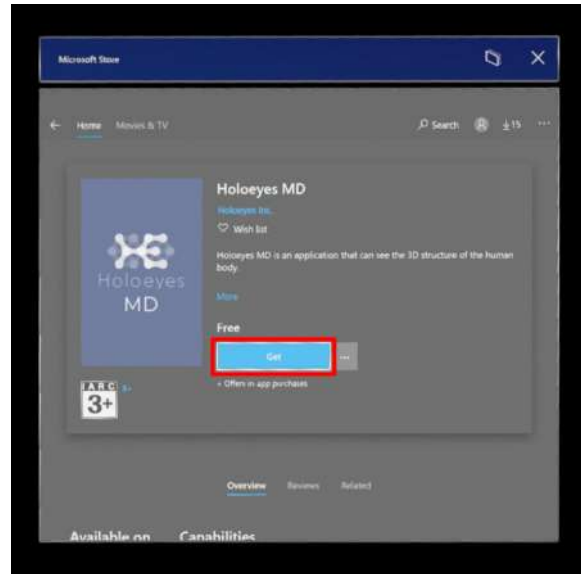 Microsoft Store
Home Movies & TV
Search
15
Holoeyes MD
Holoeyes Inc.
Wish list
Holoeyes MD is an application that can see the 3D structure of the human
body.
More
Free
Get
+ Offers in app purchases
Holoeyes
MD
IARC 3+
3+
Overview Reviews Related
Available on Capabilities